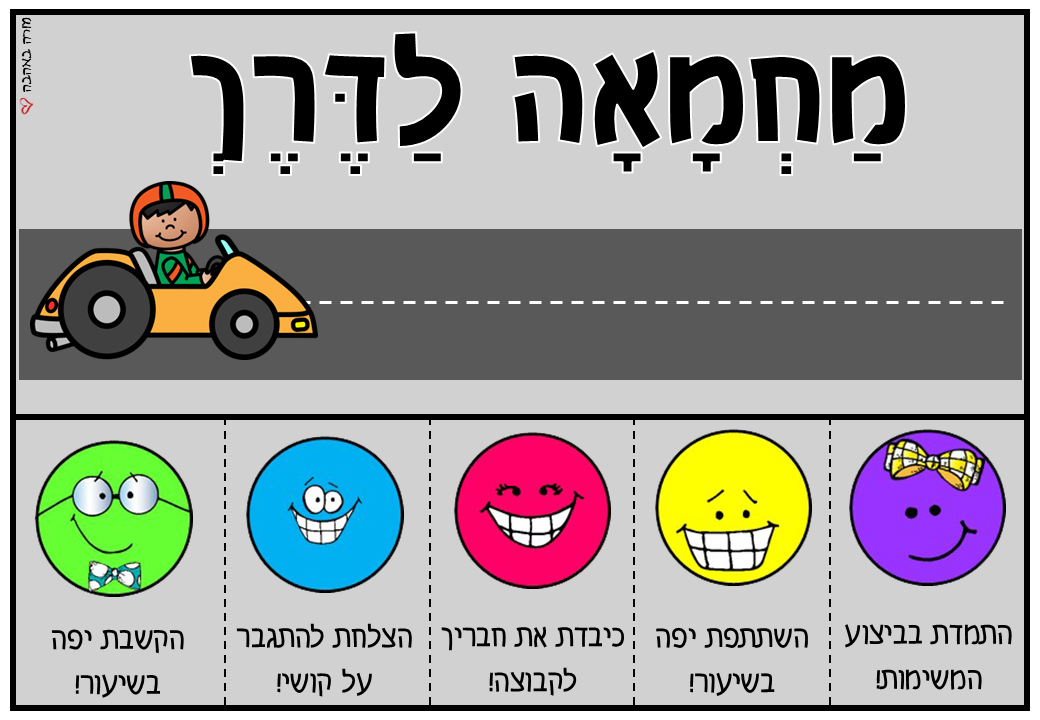 מורה באהבה
מַחְמָאָה לַדֶּרֶךְ
התמדת בביצוע
המשימות!
השתתפת יפה
בשיעור!
כיבדת את חבריך
לקבוצה!
הצלחת להתגבר
על קושי!
הקשבת יפה
בשיעור!